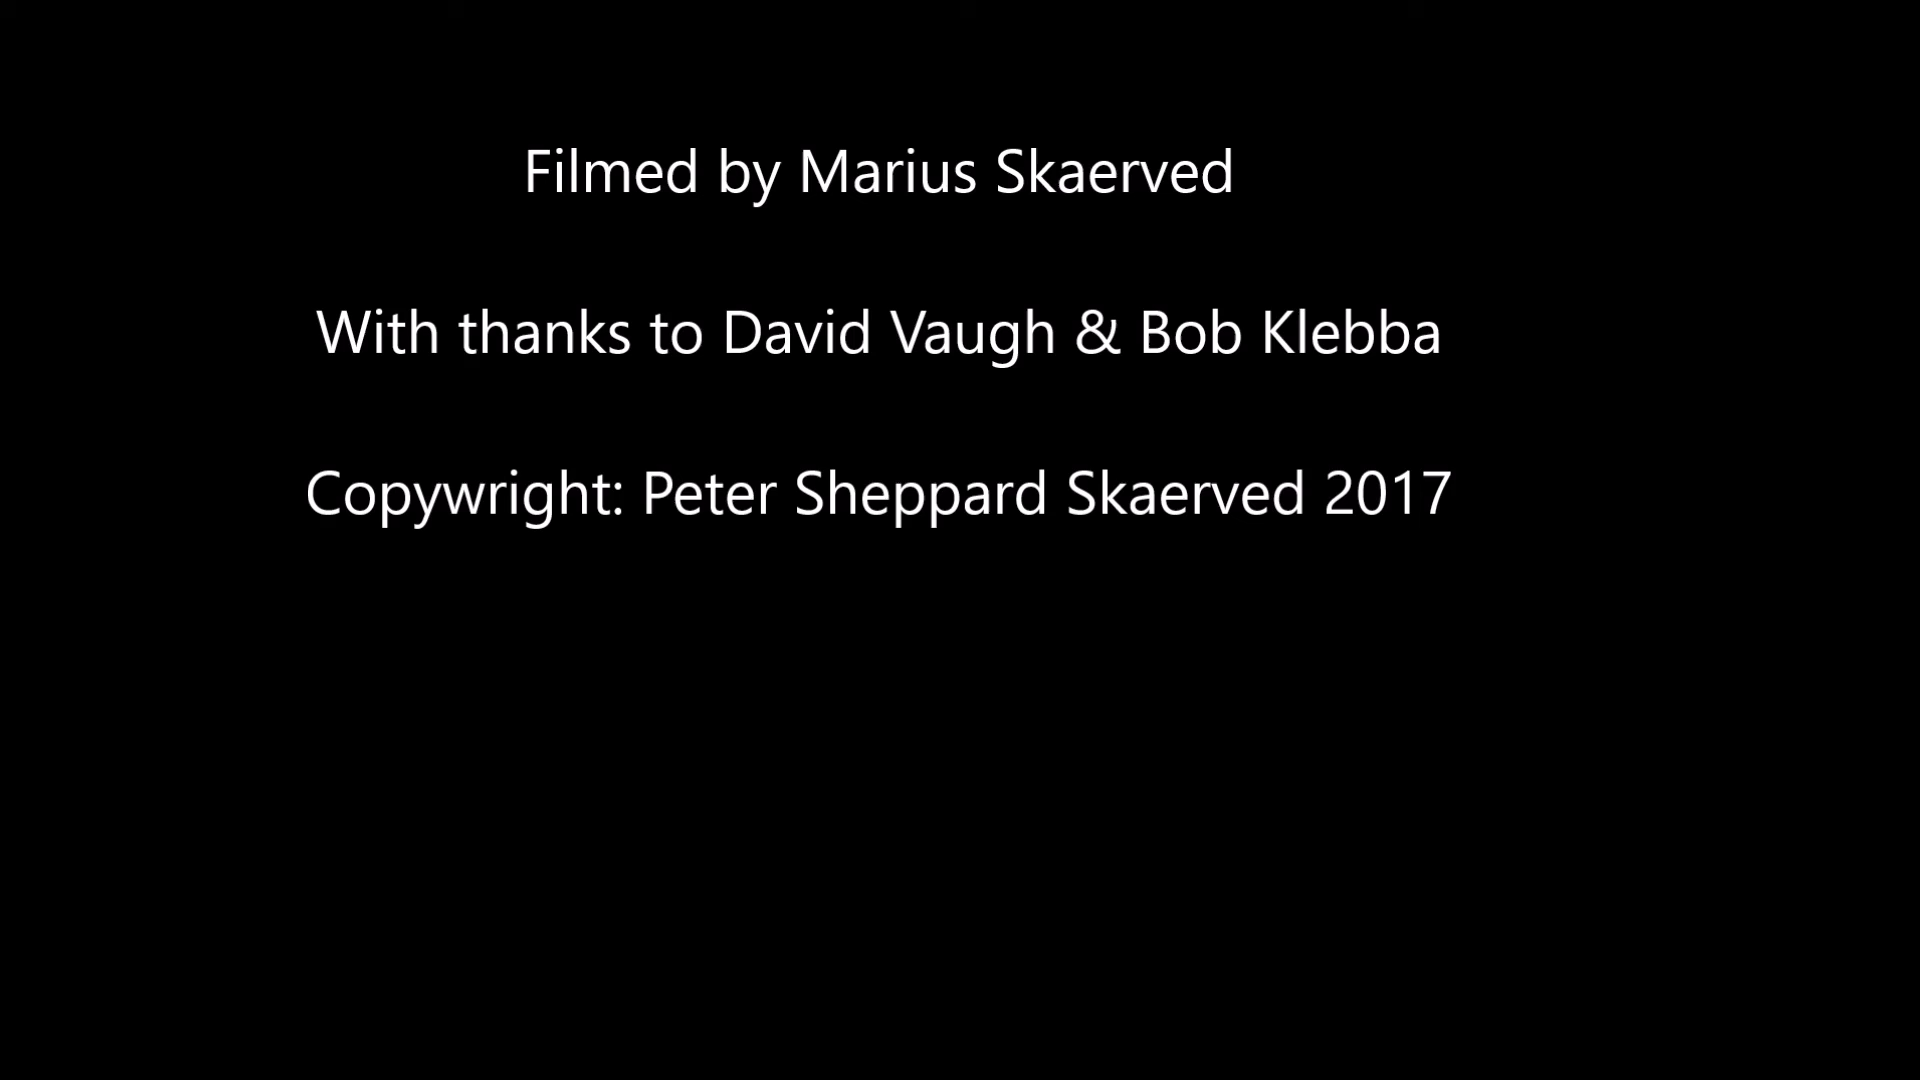 Filmed by Marius Skaerved
With thanks to David Vaugh & Bob Klebba
Copywright: Peter Sheppard Skaerved 2017